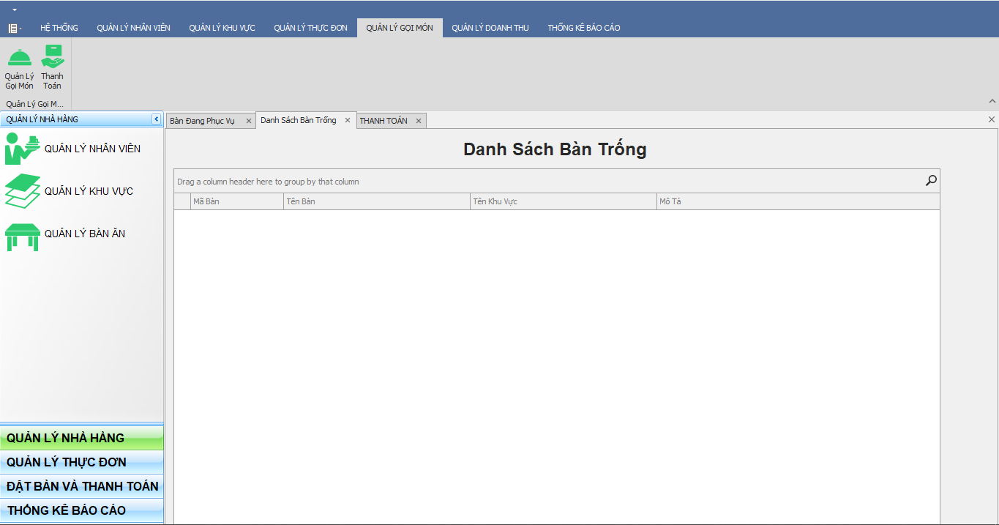 HỆ THỐNG
QUẢN LÝ NHÂN VIÊN
QUẢN LÝ KHU VỰC
QUẢN LÝ THỰC ĐƠN
QUẢN LÝ GỌI MÓN
QUẢN LÝ DOANH THU
THỐNG KÊ BÁO CÁO
Quản Lý
Gọi Món
Thanh
Toán
Quản Lý Gọi M...
QUẢN LÝ NHÀ HÀNG
Bàn Đang Phục Vụ
Danh Sách Bàn Trống
THANH TOÁN
QUẢN LÝ NHÂN VIÊN
QUẢN LÝ KHU VỰC
QUẢN LÝ BÀN ĂN
Danh Sách Bàn Trống
Drag a column header here to group by that column
Mã Bàn
Tên Bàn
Tên Khu Vực
Mô Tả
QUẢN LÝ NHÀ HÀNG
QUẢN LÝ THỰC ĐƠN
ĐẶT BÀN VÀ THANH TOÁN
THỐNG KÊ BÁO CÁO